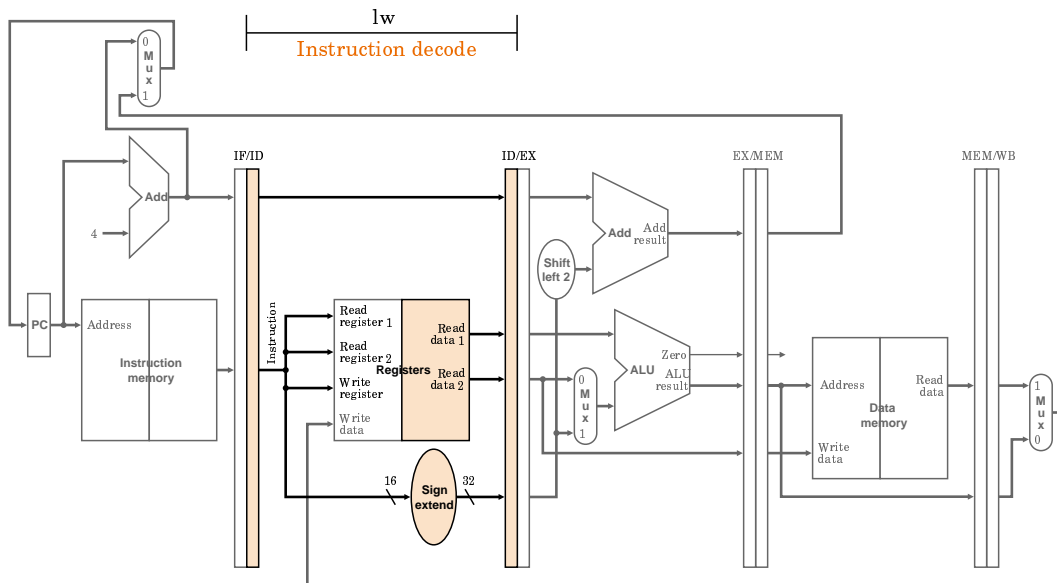 lw
Instruction decode
0
M
u
x
1
IF/ID
ID/EX
EX/MEM
MEM/WB
Add
4
Add
Add
result
Shift
left 2
PC
Address
Instruction
memory
Instruction
Read
register 1
Read
register 2
Write
register
Write
data
Registers
Read
data 1
Read
data 2
16
Sign
extend
32
0
M
u
x
1
ALU
Zero
ALU
result
Address
Write
data
Data
memory
Read
data
1
M
u
x
0